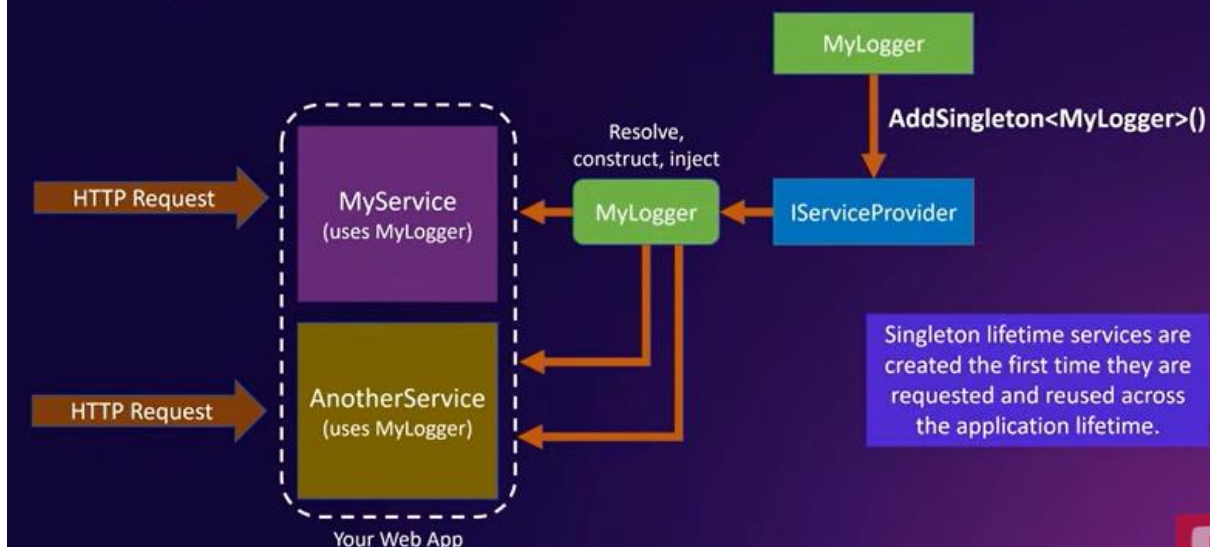 MyLogger
AddSingleton<MyLogger>()
Resolve,
construct, inject
HTTP Request
MyService
(uses MyLogger)
MyLogger
IServiceProvider
HTTP Request
AnotherService
(uses MyLogger)
Singleton lifetime services are
created the first time they are
requested and reused across
the application lifetime.
Your Web App